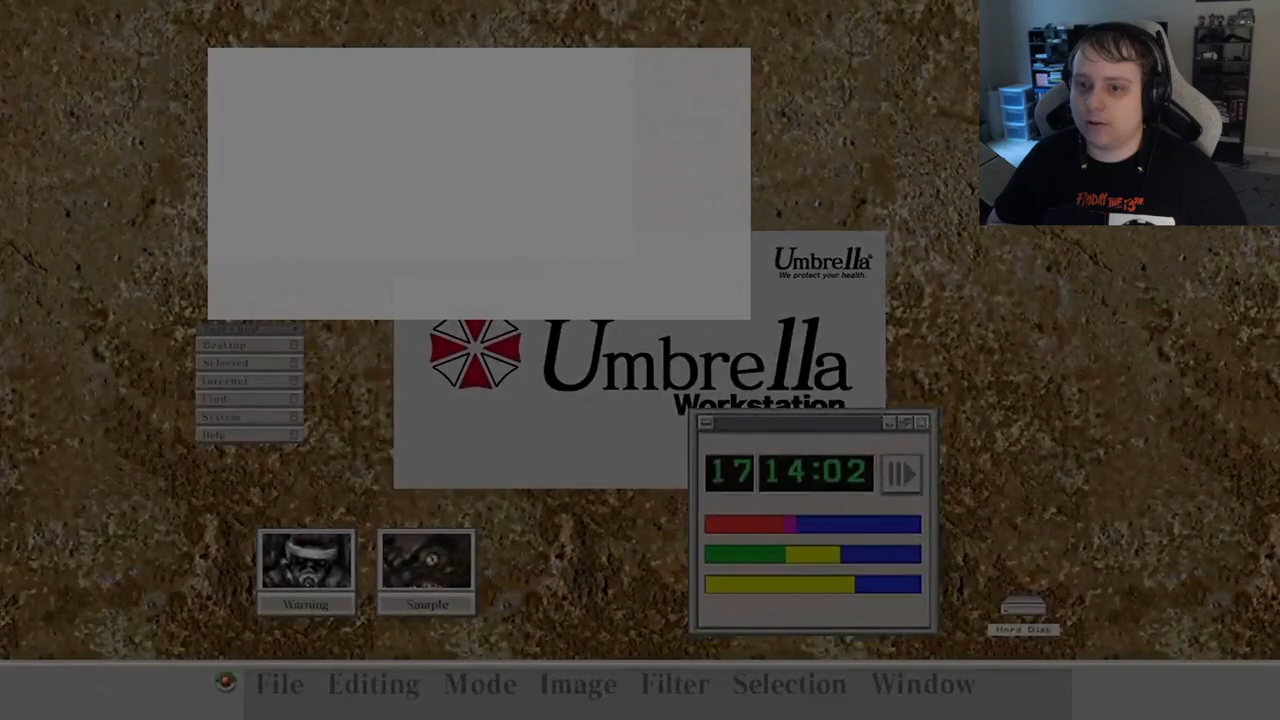 FRIDAY THE 13TH
Umbrella
We protect your health.
Umbrella
Workstation
Desktop
Selected
Internet
Find
System
Help
17 14:02
Warning
Sample
Hard Disk
File Editing Mode Image Filter Selection Window